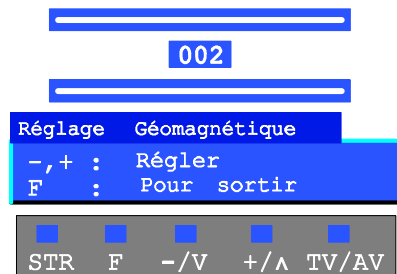 002
Réglage Géomagnétique
-,+ : Régler
F : Pour sortir
STR F -/V +/∧ TV/AV